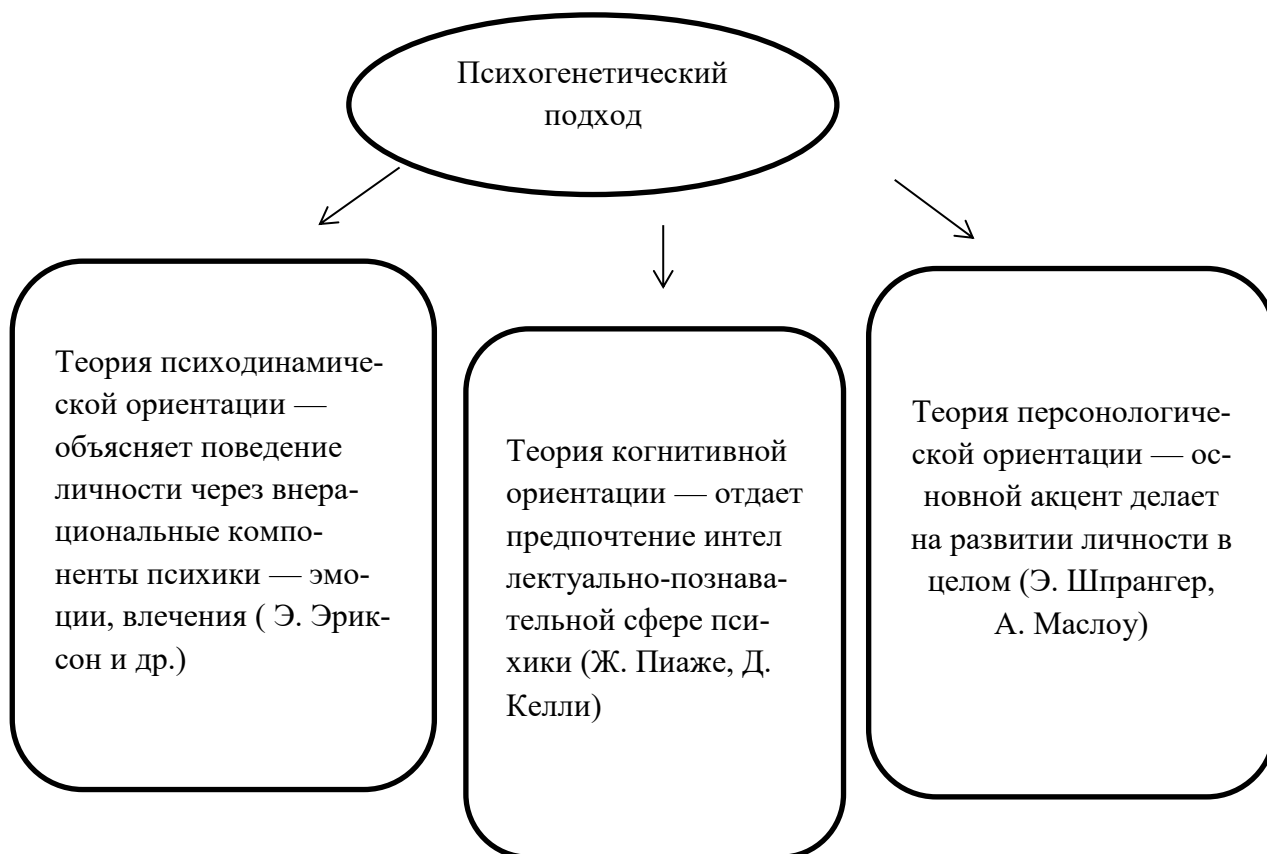 Психогенетический
подход
Теория психодинамиче-
ской ориентации —
объясняет поведение
личности через внера-
циональные компо-
ненты психики — эмо-
ции, влечения ( Э. Эрик-
сон и др.)
Теория когнитивной
ориентации — отдает
предпочтение интел
лектуально-познава-
тельной сфере пси-
хики (Ж. Пиаже, Д.
Келли)
Теория персонологиче-
ской ориентации — ос-
новной акцент делает
на развитии личности в
целом (Э. Шпрангер,
А. Маслоу)